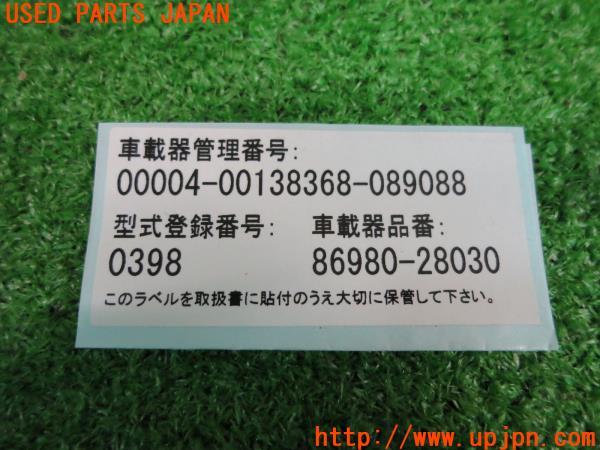 USED PARTS JAPAN
車載器管理番号:
00004-00138368-089088
型式登録番号: 車載器品番:
0398 86980-28030
このラベルを取扱書に貼付のうえ大切に保管して下さい。
http://www.upjpn.com